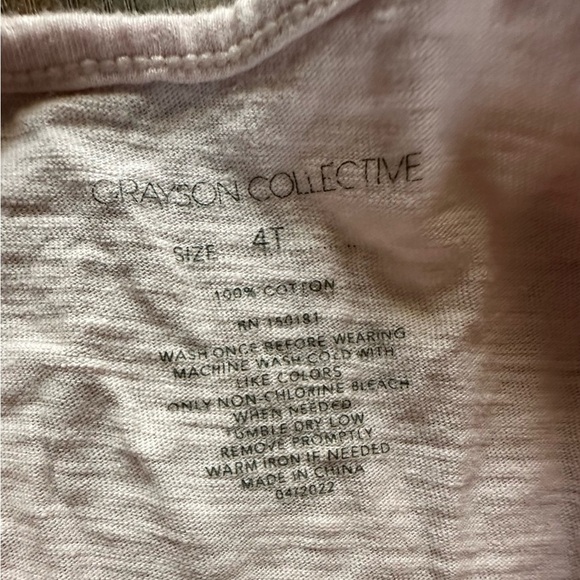 GRAYSON COLLECTIVE
SIZE 4T
100% COTTON
RN 150181
WASH ONCE BEFORE WEARING
MACHINE WASH COLD WITH
LIKE COLORS
ONLY NON-CHLORINE BLEACH
WHEN NEEDED
TUMBLE DRY LOW
REMOVE PROMPTLY
WARM IRON IF NEEDED
MADE IN CHINA
04/2022